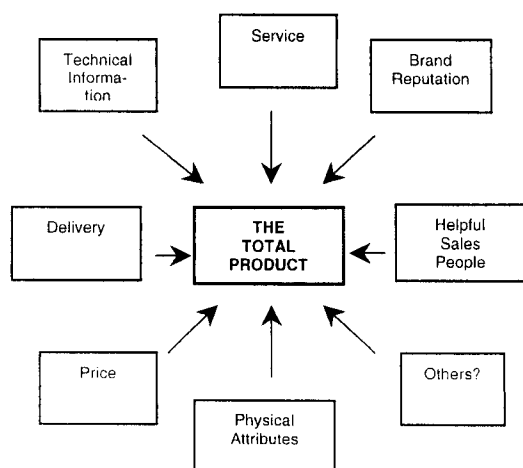 Service
Technical
Informa-
tion
Brand
Reputation
Delivery
THE
TOTAL
PRODUCT
Helpful
Sales
People
Price
Physical
Attributes
Others?